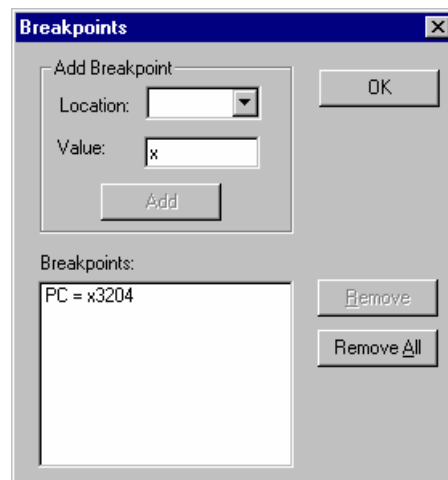 Breakpoints
Add Breakpoint
Location:
Value: x
Add
OK
Breakpoints:
PC = x3204
Remove
Remove All